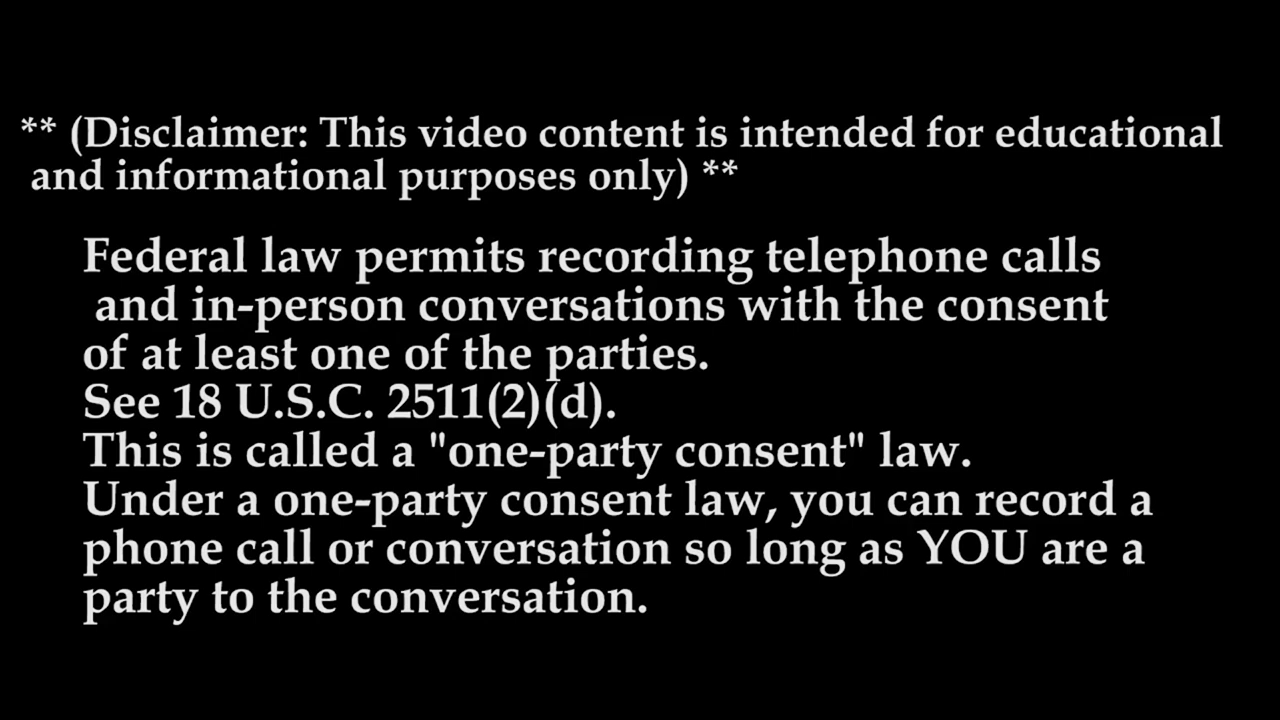 ** (Disclaimer: This video content is intended for educational
and informational purposes only) **
Federal law permits recording telephone calls
and in-person conversations with the consent
of at least one of the parties.
See 18 U.S.C. 2511(2)(d).
This is called a "one-party consent" law.
Under a one-party consent law, you can record a
phone call or conversation so long as YOU are a
party to the conversation.